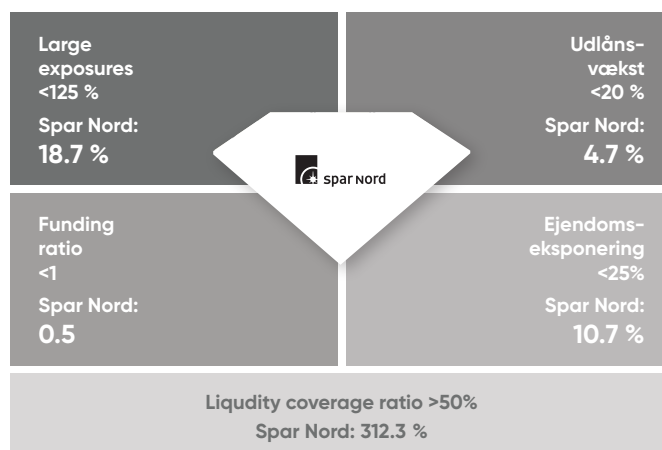 Large
exposures
<125 %
Spar Nord:
18.7 %
Udlåns-
vækst
<20 %
Spar Nord:
4.7 %
spar nord
Funding
ratio
<1
Spar Nord:
0.5
Ejendoms-
eksponering
<25%
Spar Nord:
10.7 %
Liqudity coverage ratio >50%
Spar Nord: 312.3 %